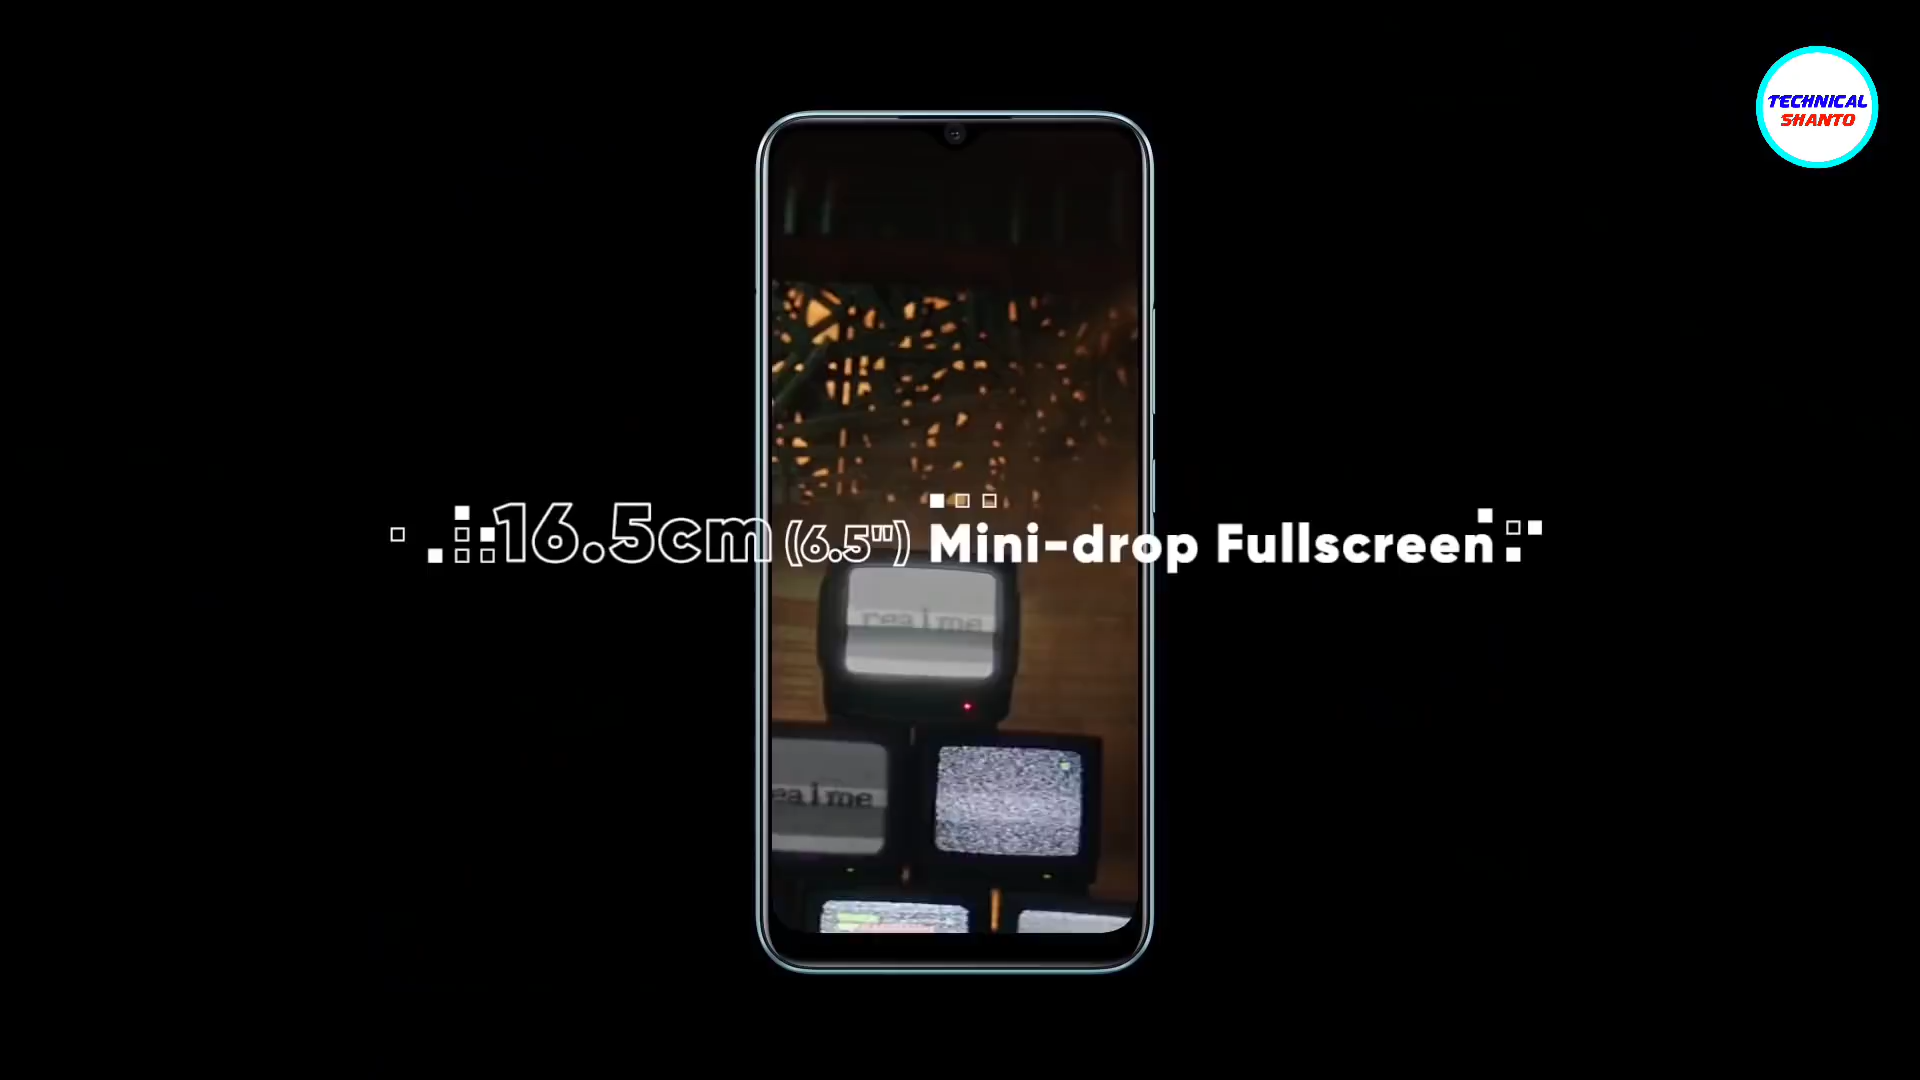 TECHNICAL
SHANTO
16.5cm (6.5") Mini-drop Fullscreen
realme
ealme